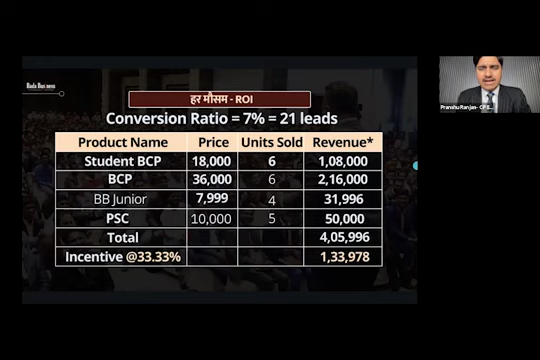 Bada Business
हर मौसम - ROI
Conversion Ratio = 7% = 21 leads
Product Name Price Units Sold Revenue*
Student BCP 18,000 6 1,08,000
BCP 36,000 6 2,16,000
BB Junior 7,999 4 31,996
PSC 10,000 5 50,000
Total 4,05,996
Incentive @33.33% 1,33,978
Pranshu Ranjan